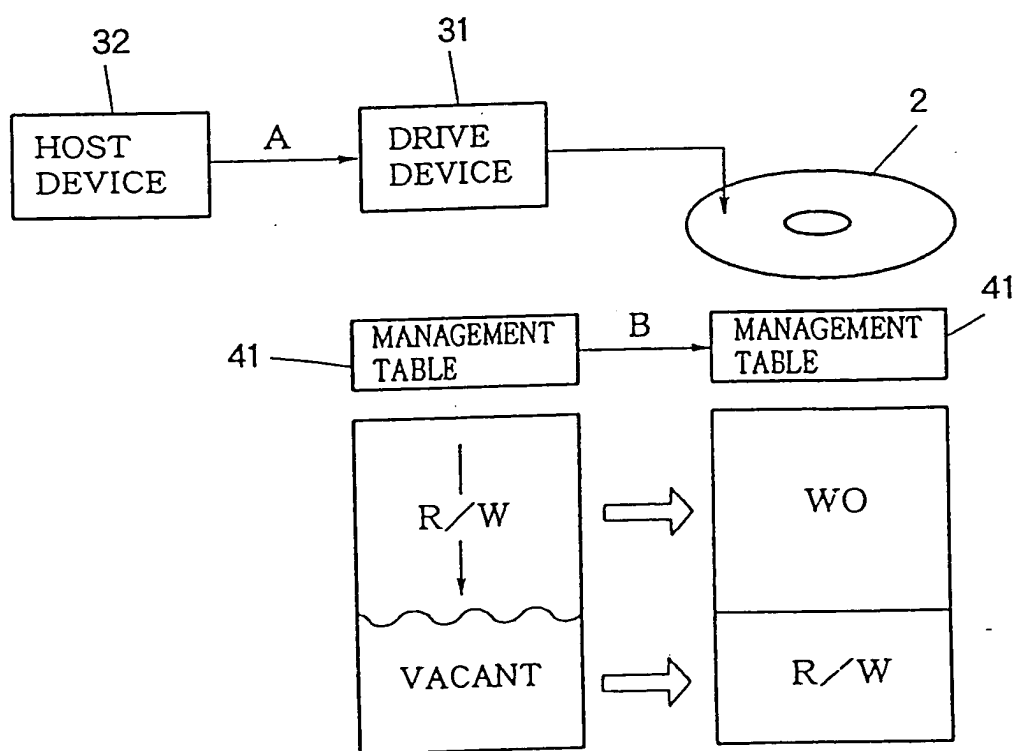 32
31
2
HOST
DEVICE
A
DRIVE
DEVICE
41
MANAGEMENT
TABLE
B
MANAGEMENT
TABLE
41
R/W
WO
VACANT
R/W